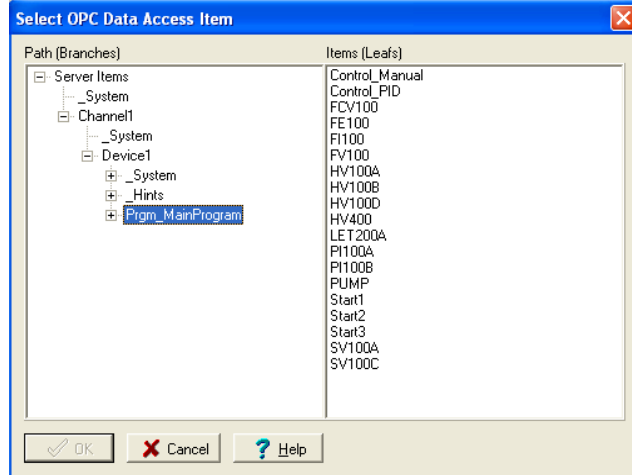 Select OPC Data Access Item
Path (Branches)
Server Items
_System
Channel1
_System
Device1
_System
_Hints
Prgm_MainProgram
Items (Leafs)
Control_Manual
Control_PID
FCV100
FE100
FI100
FV100
HV100A
HV100B
HV100D
HV400
LET200A
PI100A
PI100B
PUMP
Start1
Start2
Start3
SV100A
SV100C
OK
Cancel
Help